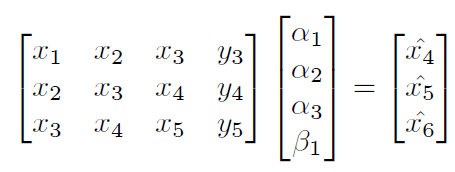 x₁ x₂ x₃ y₃
x₂ x₃ x₄ y₄
x₃ x₄ x₅ y₅
α₁
α₂
α₃
β₁
=
x̂₄
x̂₅
x̂₆